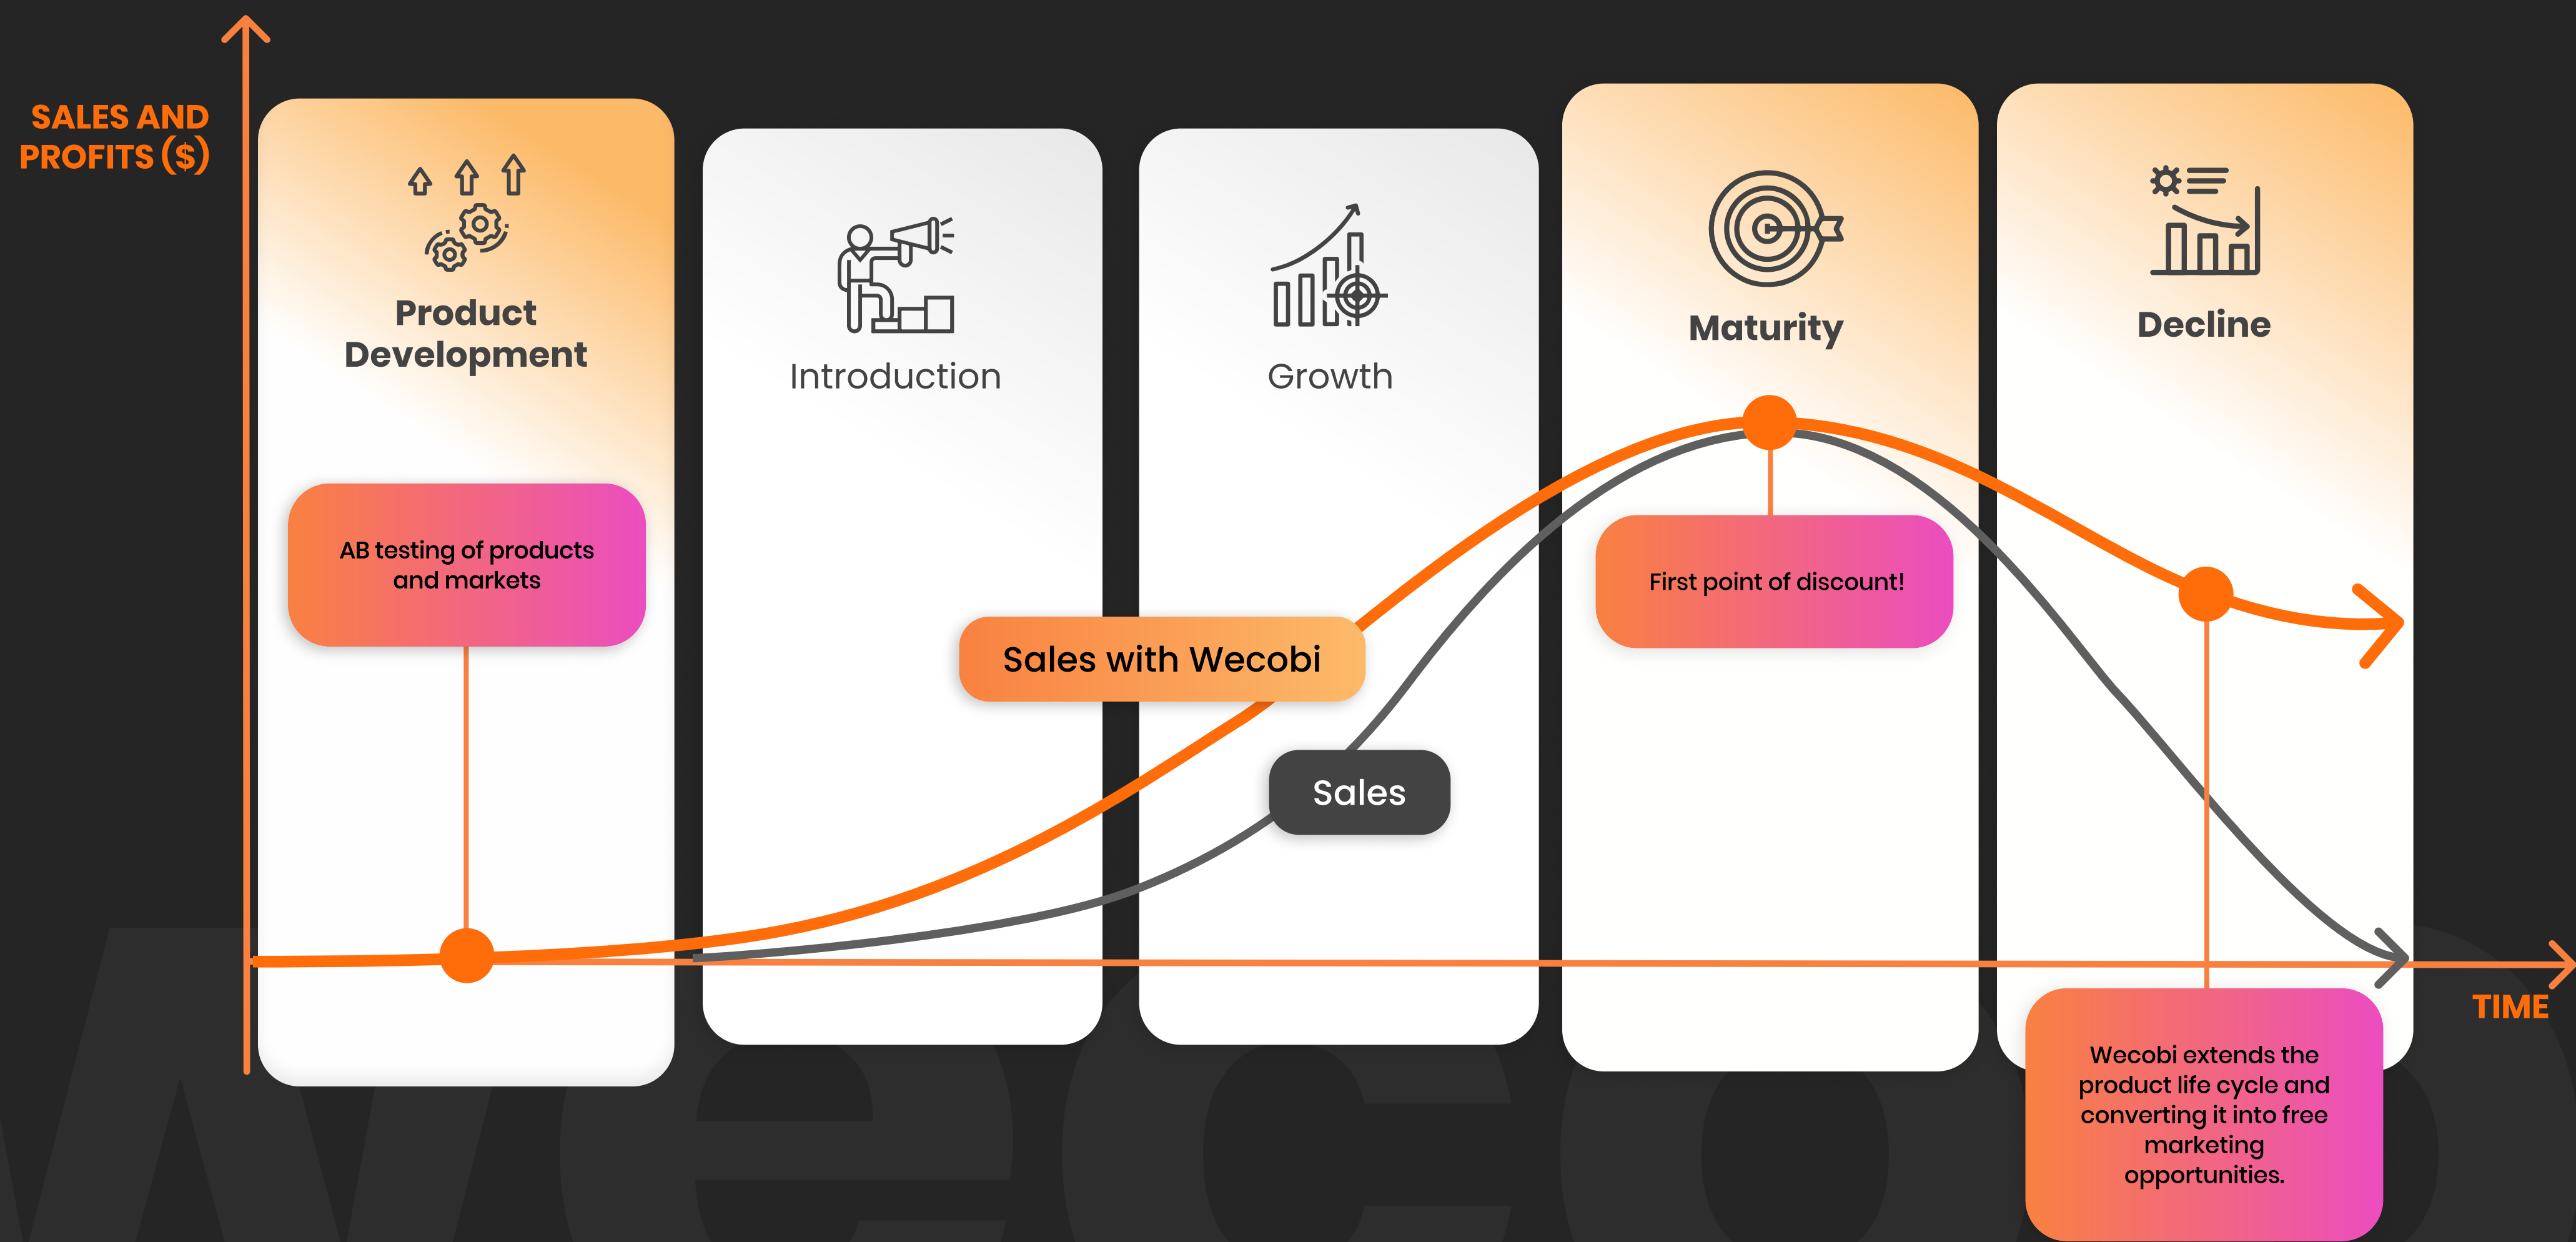 SALES AND
PROFITS ($)
Product
Development
Introduction
Growth
Maturity
Decline
AB testing of products
and markets
First point of discount!
Sales with Wecobi
Sales
TIME
Wecobi extends the
product life cycle and
converting it into free
marketing
opportunities.
wecob